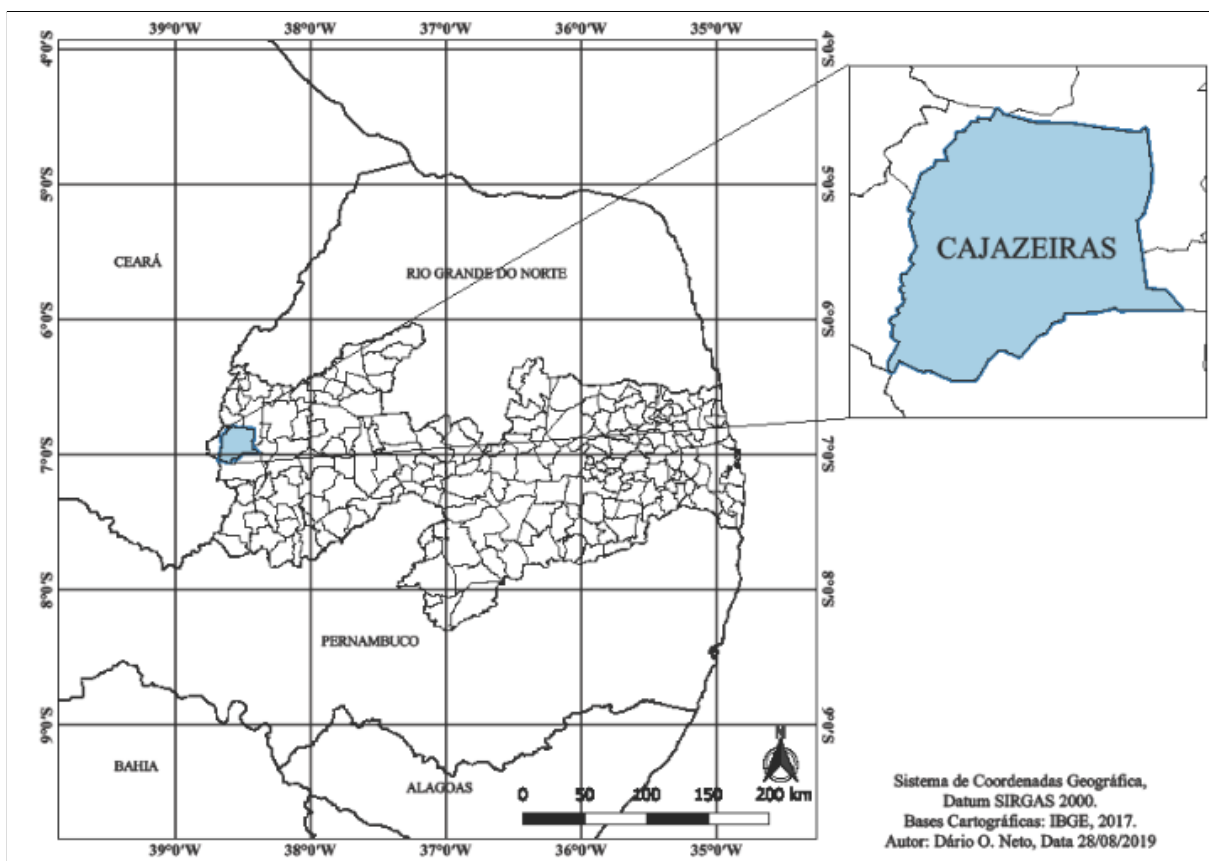 39°0'W 38°0'W 37°0'W 36°0'W 35°0'W
4°0'S 4°0'S
5°0'S 5°0'S
CAJAZEIRAS
CEARÁ
RIO GRANDE DO NORTE
6°0'S 6°0'S
7°0'S 7°0'S
8°0'S 8°0'S
PERNAMBUCO
9°0'S 9°0'S
N
BAHIA
ALAGOAS
0 50 100 150 200 km
39°0'W 38°0'W 37°0'W 36°0'W 35°0'W
Sistema de Coordenadas Geográfica,
Datum SIRGAS 2000.
Bases Cartográficas: IBGE, 2017.
Autor: Dário O. Neto, Data 28/08/2019